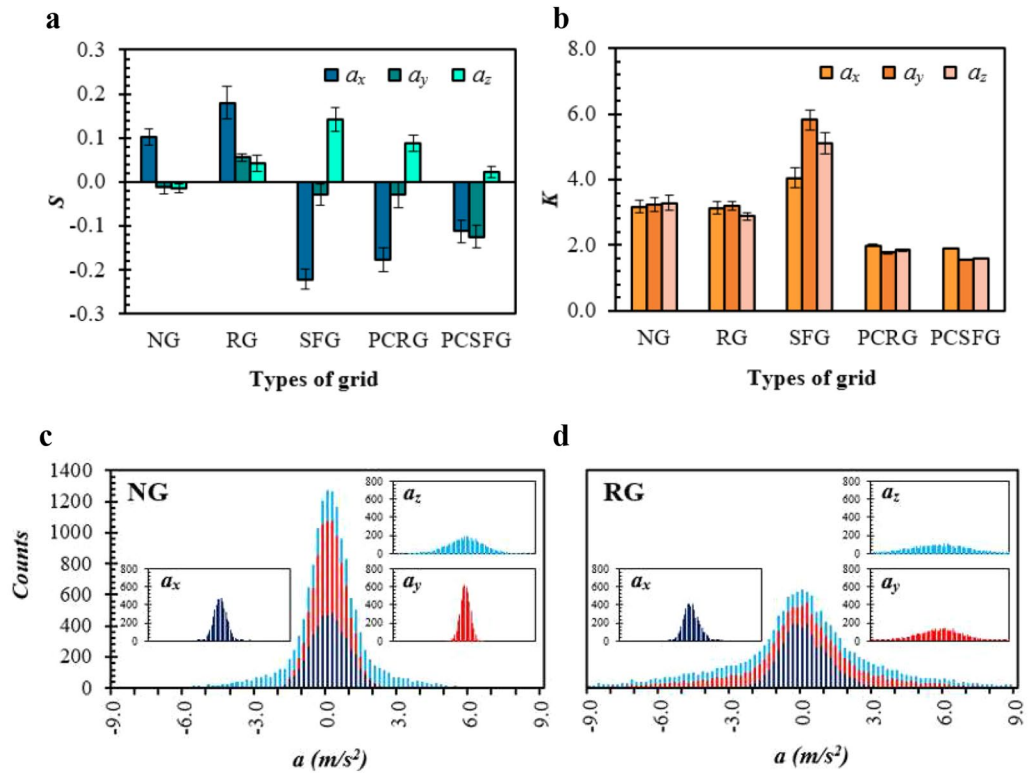 a
0.3
0.2
0.1
0.0
-0.1
-0.2
-0.3
S
ax ay az
NG RG SFG PCRG PCSFG
Types of grid
b
8.0
6.0
4.0
2.0
0.0
K
ax ay az
NG RG SFG PCRG PCSFG
Types of grid
c
1400
1200
1000
800
600
400
200
0
Counts
NG
ax
800
600
400
200
0
az
800
600
400
200
0
ay
800
600
400
200
0
-9.0 -6.0 -3.0 0.0 3.0 6.0 9.0
a (m/s²)
d
RG
ax
800
600
400
200
0
az
800
600
400
200
0
ay
800
600
400
200
0
-9.0 -6.0 -3.0 0.0 3.0 6.0 9.0
a (m/s²)